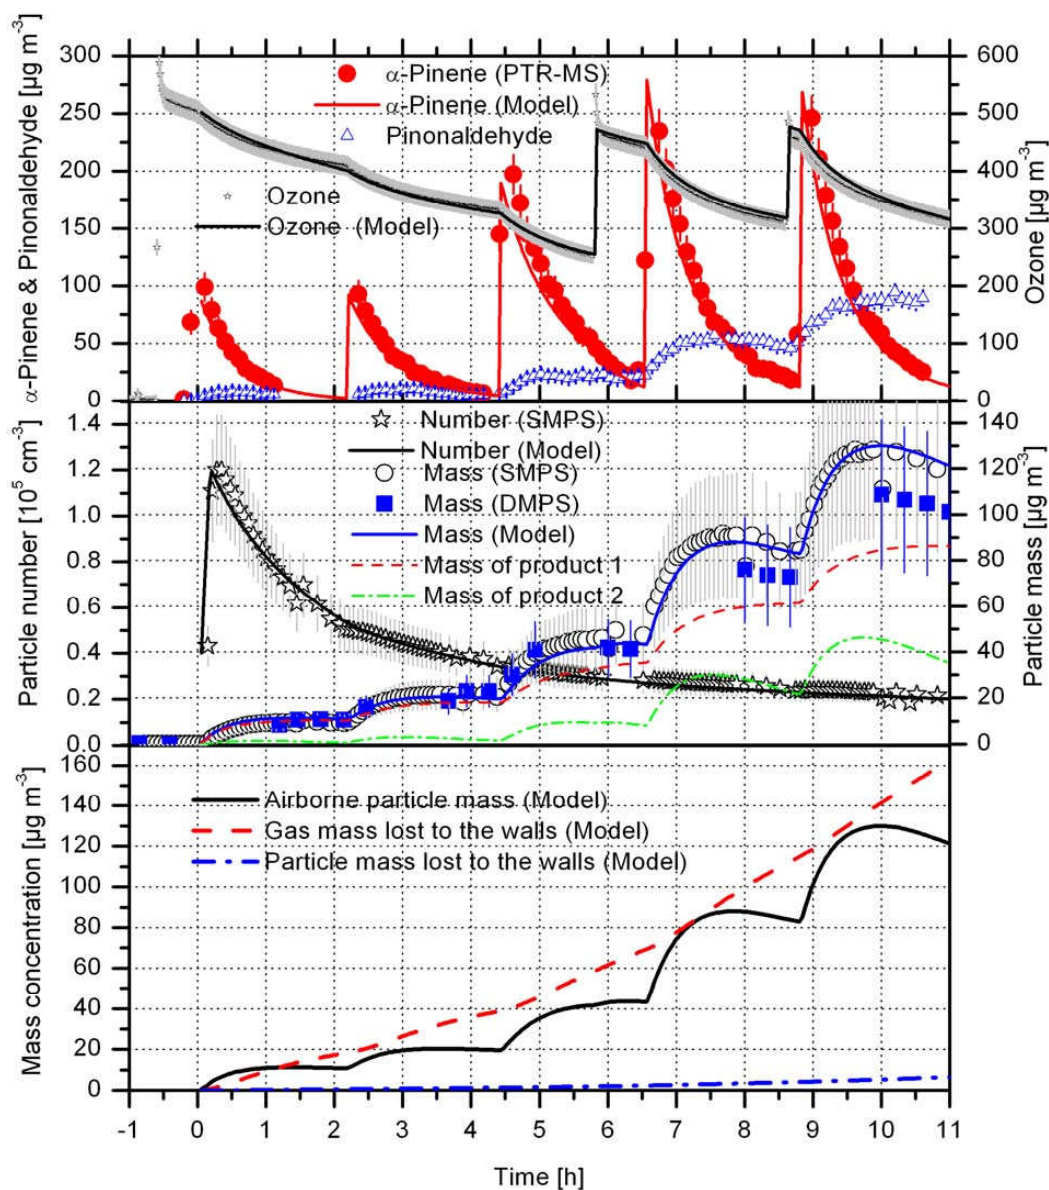 300
250
200
150
100
50
0
α-Pinene & Pinonaldehyde [µg m⁻³]
α-Pinene (PTR-MS)
α-Pinene (Model)
Pinonaldehyde
Ozone
Ozone (Model)
600
500
400
300
200
100
0
Ozone [µg m⁻³]
1.4
1.2
1.0
0.8
0.6
0.4
0.2
0.0
Particle number [10⁵ cm⁻³]
Number (SMPS)
Number (Model)
Mass (SMPS)
Mass (DMPS)
Mass (Model)
Mass of product 1
Mass of product 2
140
120
100
80
60
40
20
0
Particle mass [µg m⁻³]
160
140
120
100
80
60
40
20
0
Mass concentration [µg m⁻³]
Airborne particle mass (Model)
Gas mass lost to the walls (Model)
Particle mass lost to the walls (Model)
-1 0 1 2 3 4 5 6 7 8 9 10 11
Time [h]